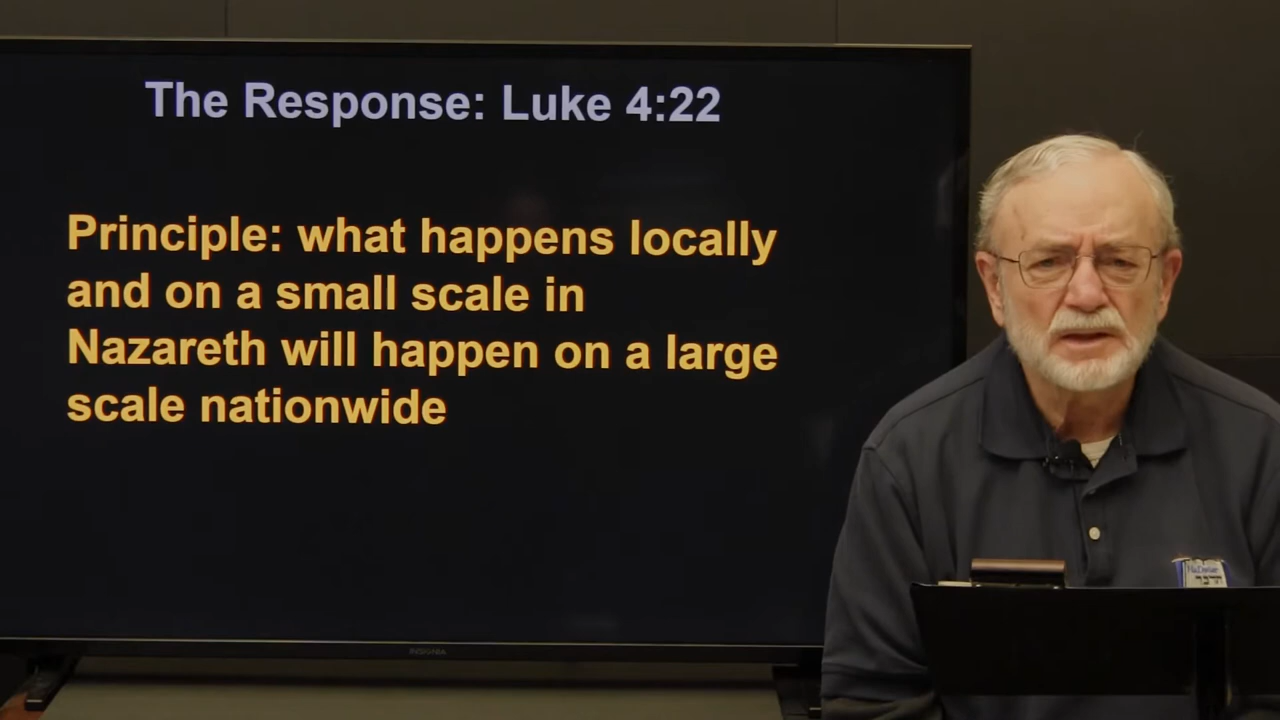 The Response: Luke 4:22
Principle: what happens locally
and on a small scale in
Nazareth will happen on a large
scale nationwide
INSIGNIA
הדבר